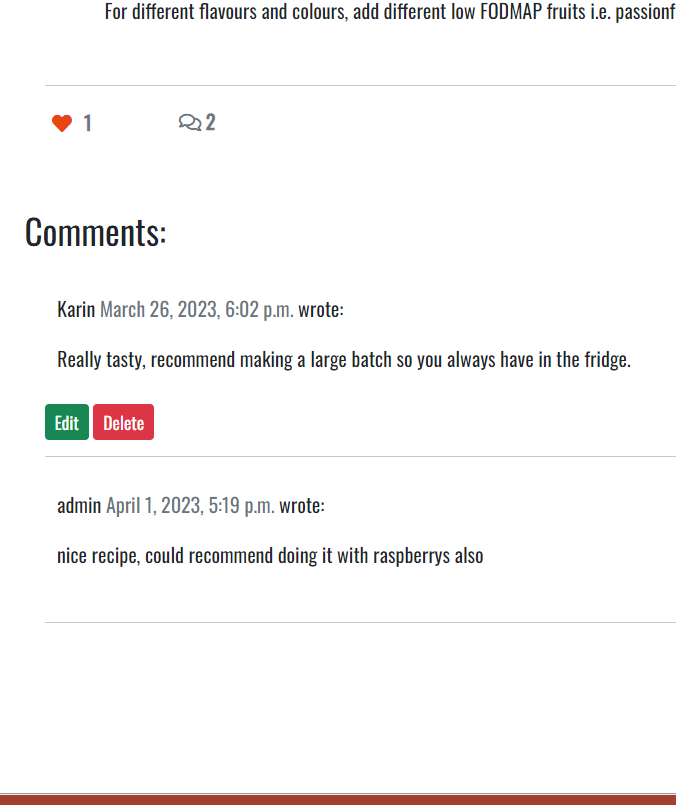 For different flavours and colours, add different low FODMAP fruits i.e. passionf
1 2
Comments:
Karin March 26, 2023, 6:02 p.m. wrote:
Really tasty, recommend making a large batch so you always have in the fridge.
Edit Delete
admin April 1, 2023, 5:19 p.m. wrote:
nice recipe, could recommend doing it with raspberrys also